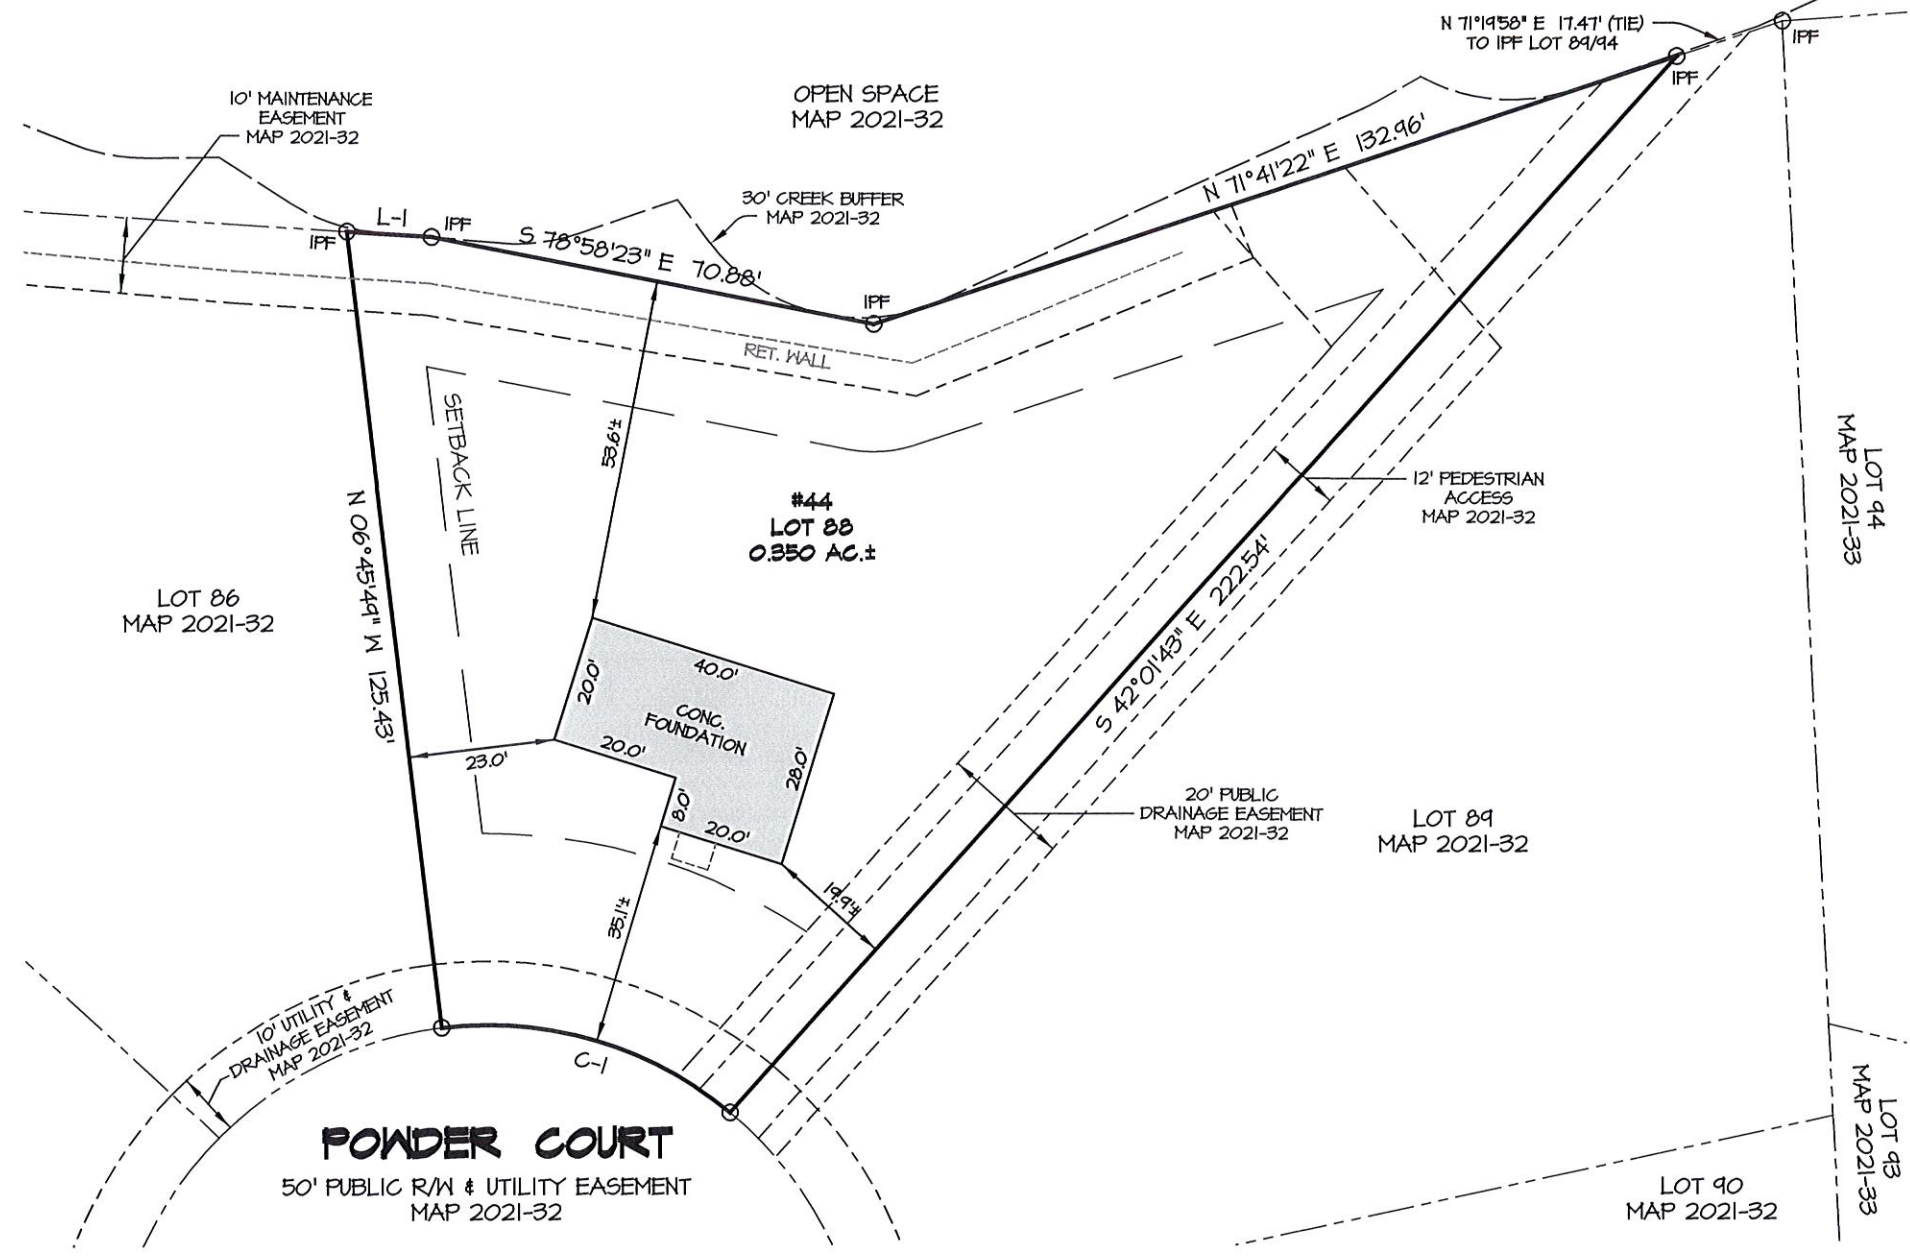 N 71°19'58" E 17.47' (TIE)
TO IPF LOT 89/94
IPF
IPF
10' MAINTENANCE
EASEMENT
MAP 2021-32
OPEN SPACE
MAP 2021-32
N 71°41'22" E 132.96'
30' CREEK BUFFER
MAP 2021-32
L-1
IPF
IPF
S 78°58'23" E 70.88'
IPF
RET. WALL
SETBACK LINE
53.6'±
#44
LOT 88
0.350 AC.±
12' PEDESTRIAN
ACCESS
MAP 2021-32
LOT 94
MAP 2021-33
N 06°45'49" W 125.43'
LOT 86
MAP 2021-32
S 42°01'43" E 222.54'
40.0'
20.0'
CONC.
FOUNDATION
20.0'
28.0'
23.0'
8.0'
20.0'
20' PUBLIC
DRAINAGE EASEMENT
MAP 2021-32
LOT 89
MAP 2021-32
19.9'±
35.1'±
10' UTILITY &
DRAINAGE EASEMENT
MAP 2021-32
C-1
POWDER COURT
50' PUBLIC R/W & UTILITY EASEMENT
MAP 2021-32
LOT 93
MAP 2021-33
LOT 90
MAP 2021-32